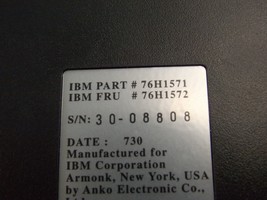 IBM PART # 76H1571
IBM FRU # 76H1572
S/N: 30-08808
DATE : 730
Manufactured for
IBM Corporation
Armonk, New York, USA
by Anko Electronic Co.,
Ltd.